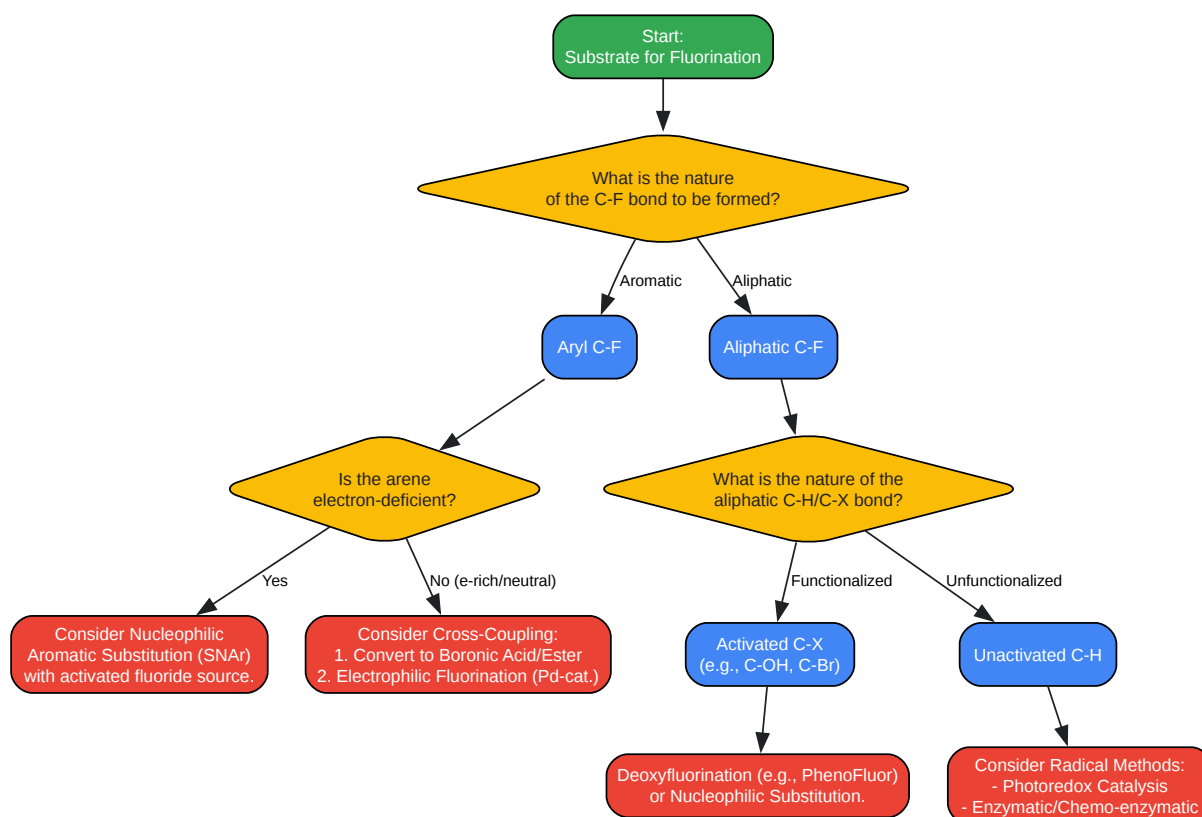 Start:
Substrate for Fluorination
What is the nature
of the C-F bond to be formed?
Aromatic
Aliphatic
Aryl C-F
Aliphatic C-F
Is the arene
electron-deficient?
What is the nature of the
aliphatic C-H/C-X bond?
Yes
No (e-rich/neutral)
Functionalized
Unfunctionalized
Consider Nucleophilic
Aromatic Substitution (SNAr)
with activated fluoride source.
Consider Cross-Coupling:
1. Convert to Boronic Acid/Ester
2. Electrophilic Fluorination (Pd-cat.)
Activated C-X
(e.g., C-OH, C-Br)
Unactivated C-H
Deoxyfluorination (e.g., PhenoFluor)
or Nucleophilic Substitution.
Consider Radical Methods:
- Photoredox Catalysis
- Enzymatic/Chemo-enzymatic